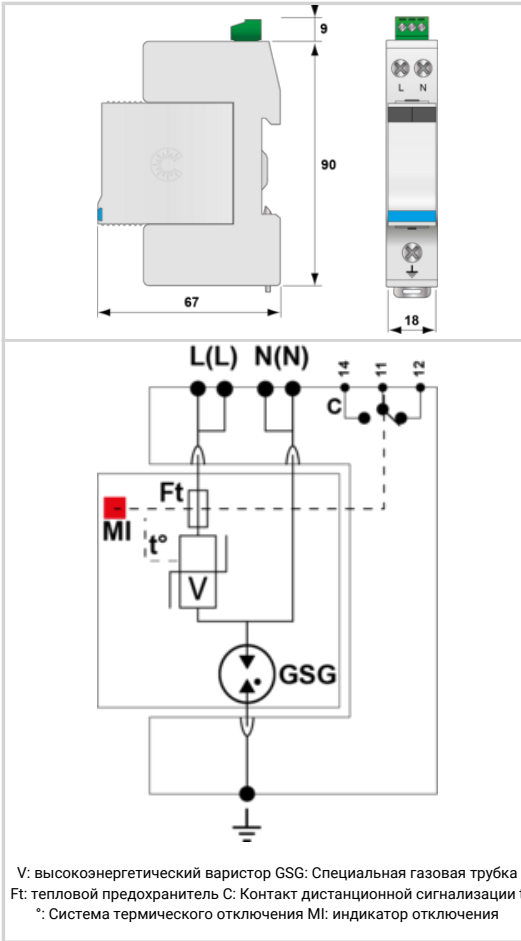 9
L N
90
67
18
L(L) N(N)
14 11 12
C
Ft
MI
t°
V
GSG
V: высокоэнергетический варистор GSG: Специальная газовая трубка
Ft: тепловой предохранитель C: Контакт дистанционной сигнализации t
°: Система термического отключения MI: индикатор отключения